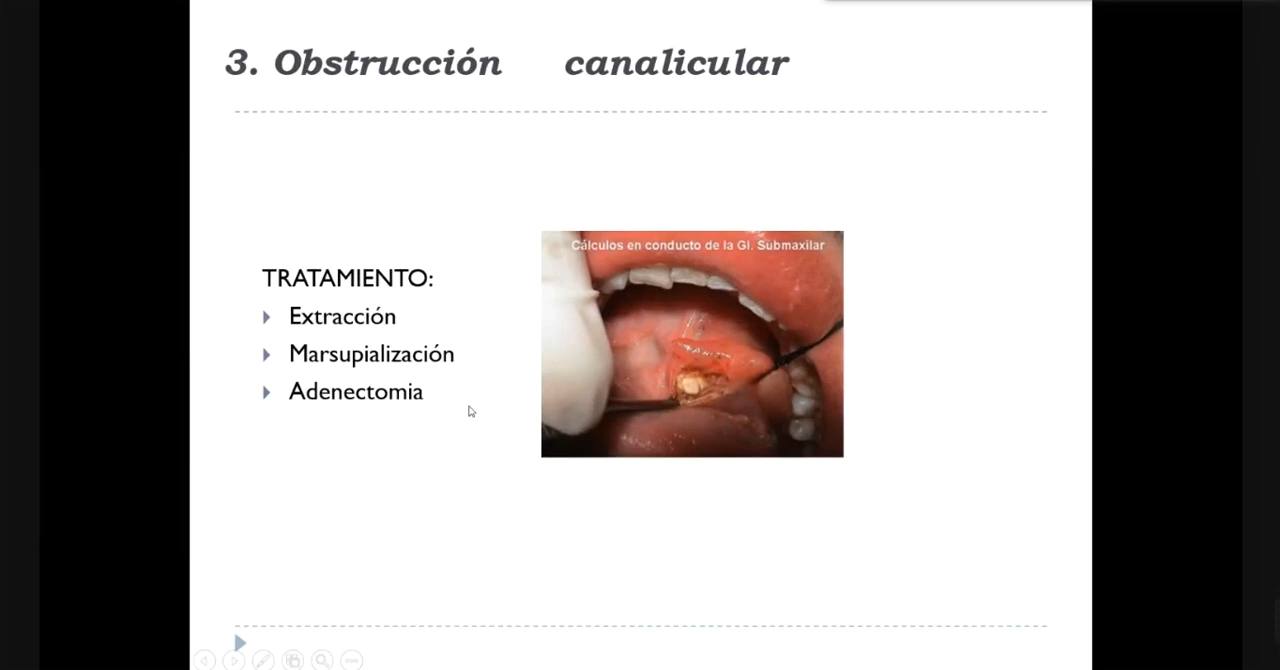 3. Obstrucción canalicular
TRATAMIENTO:
Extracción
Marsupialización
Adenectomia
Cálculos en conducto de la Gl. Submaxilar